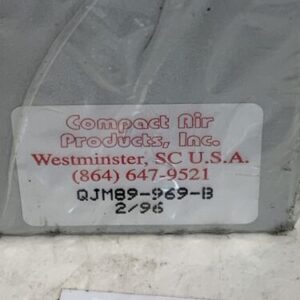 Compact Air
Products, Inc.
Westminster, SC U.S.A.
(864) 647-9521
QJM89-969-B
2/96